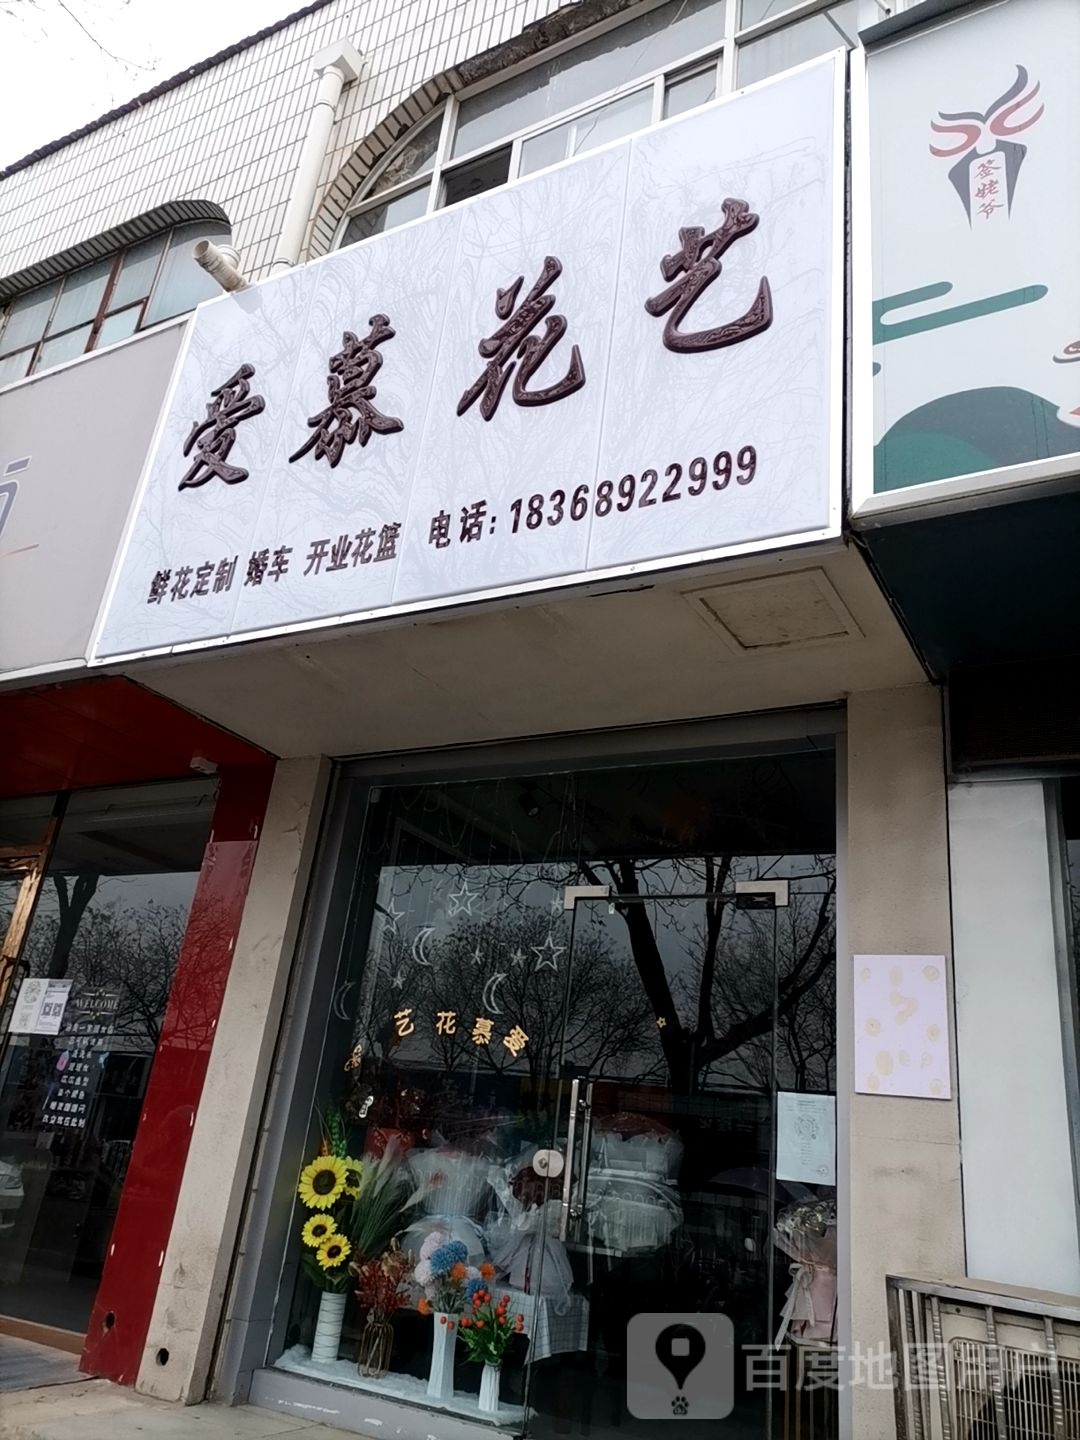 爱慕花艺
鲜花定制 婚车 开业花篮 电话:18368922999
签姥爷
艺花慕爱
WELCOME
百度地图用户